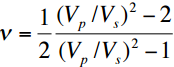 ν = 1/2 (V_p / V_s)² − 2 / (V_p / V_s)² − 1